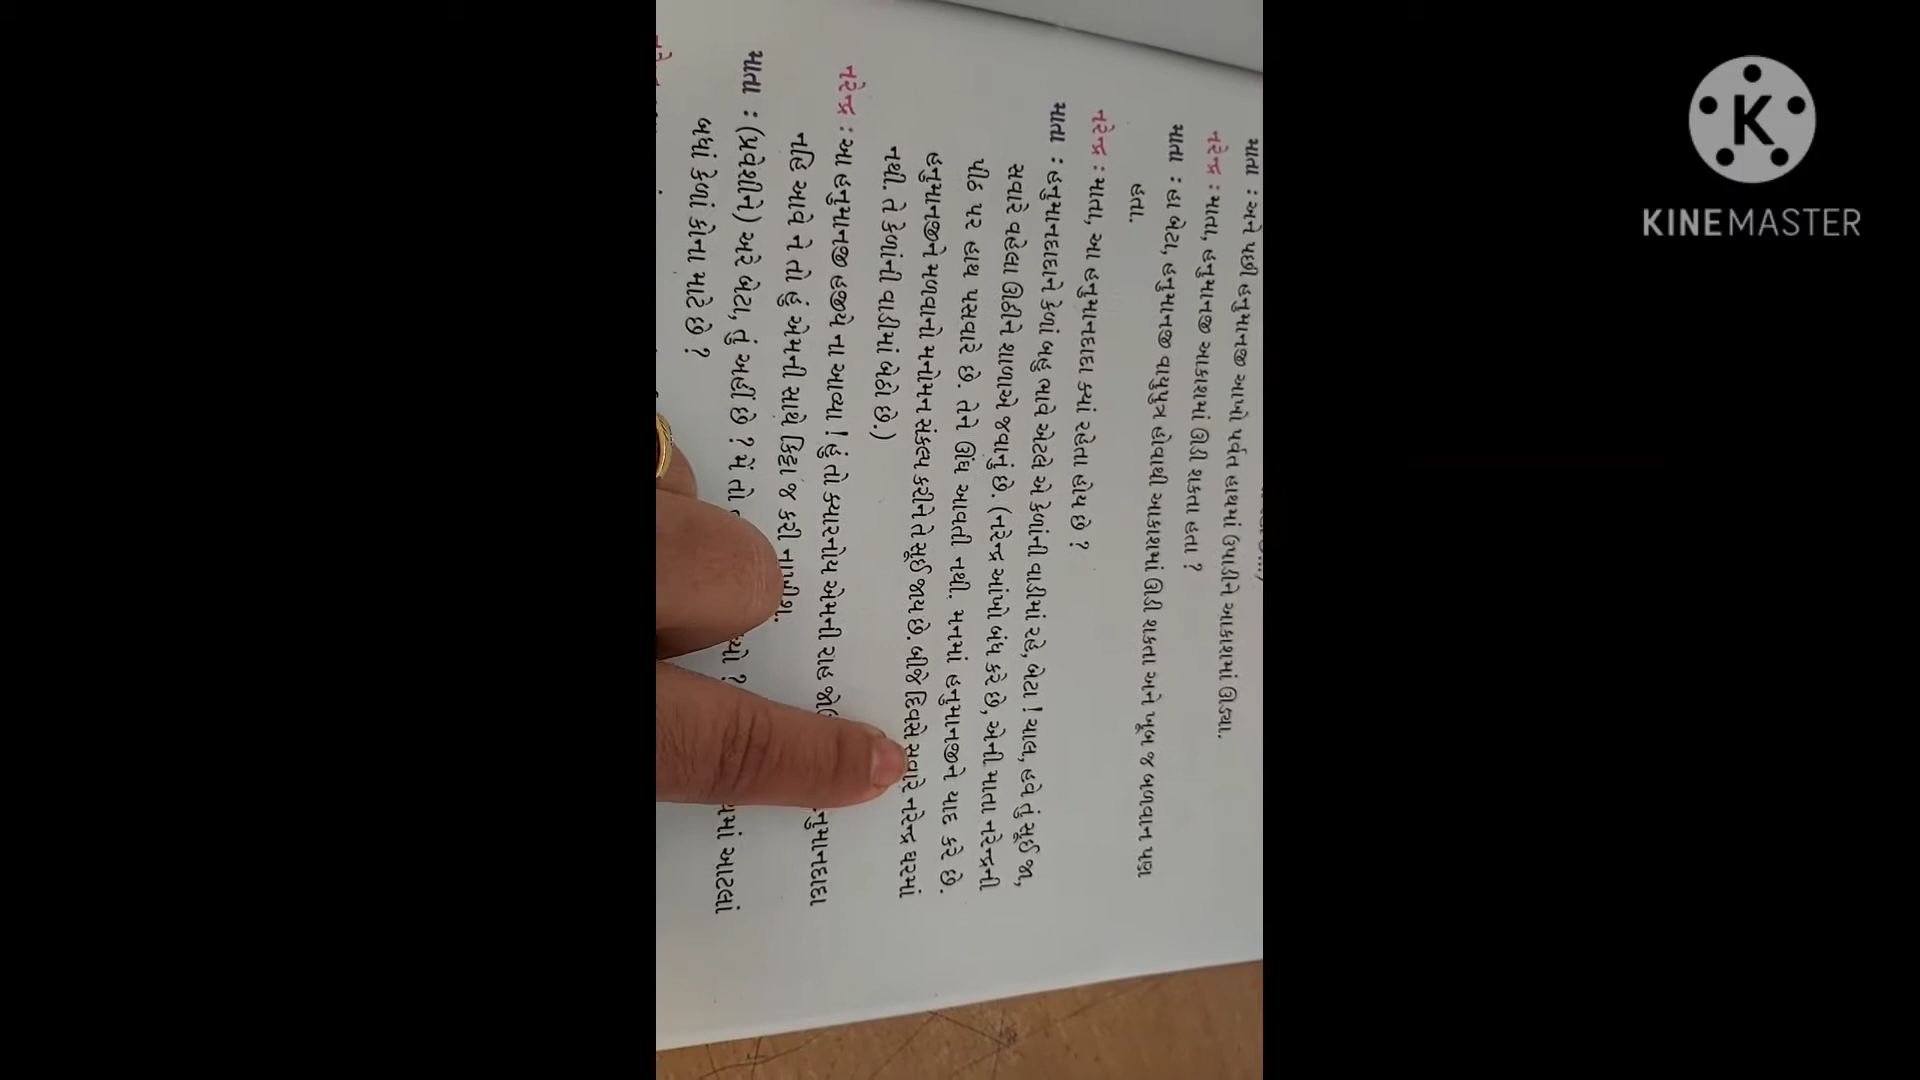 માતા : અને પછી હનુમાનજી આખો પર્વત હાથમાં ઉપાડીને આકાશમાં ઊડ્યા.
નરેન્દ્ર : માતા, હનુમાનજી આકાશમાં ઊડી શકતા હતા ?
માતા : હા બેટા, હનુમાનજી વાયુપુત્ર હોવાથી આકાશમાં ઊડી શકતા અને ખૂબ જ બળવાન પણ
હતા.
નરેન્દ્ર : માતા, આ હનુમાનદાદા ક્યાં રહેતા હોય છે ?
માતા : હનુમાનદાદાને કેળાં બહુ ભાવે એટલે એ કેળાંની વાડીમાં રહે, બેટા ! ચાલ, હવે તું સૂઈ જા,
સવારે વહેલા ઊઠીને શાળાએ જવાનું છે. (નરેન્દ્ર આંખો બંધ કરે છે, એની માતા નરેન્દ્રની
પીઠ પર હાથ પસવારે છે. તેને ઊંઘ આવતી નથી. મનમાં હનુમાનજીને યાદ કરે છે.
હનુમાનજીને મળવાનો મનોમન સંકલ્પ કરીને તે સૂઈ જાય છે. બીજે દિવસે સવારે નરેન્દ્ર ઘરમાં
નથી. તે કેળાંની વાડીમાં બેઠો છે.)
નરેન્દ્ર : આ હનુમાનજી હજીયે ના આવ્યા ! હું તો ક્યારનોય એમની રાહ
નહિ આવે ને તો હું એમની સાથે કિટ્ટા જ કરી
માતા : (પ્રવેશીને) અરે બેટા, તું અહીં છે ? મેં તો આટલાં
બધાં કેળાં કોના માટે છે ?
KINEMASTER